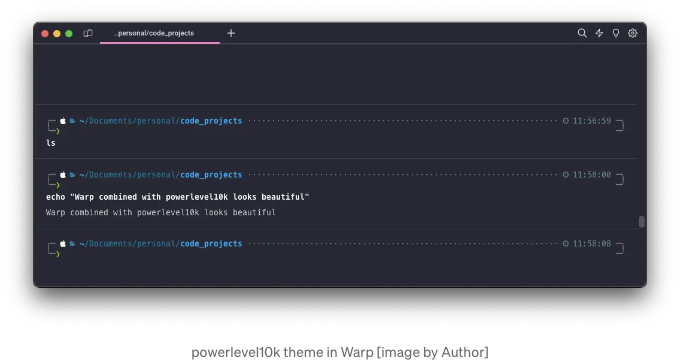 ..personal/code_projects
~/Documents/personal/code_projects 11:56:59
ls
~/Documents/personal/code_projects 11:58:00
echo "Warp combined with powerlevel10k looks beautiful"
Warp combined with powerlevel10k looks beautiful
~/Documents/personal/code_projects 11:58:08
powerlevel10k theme in Warp [image by Author]